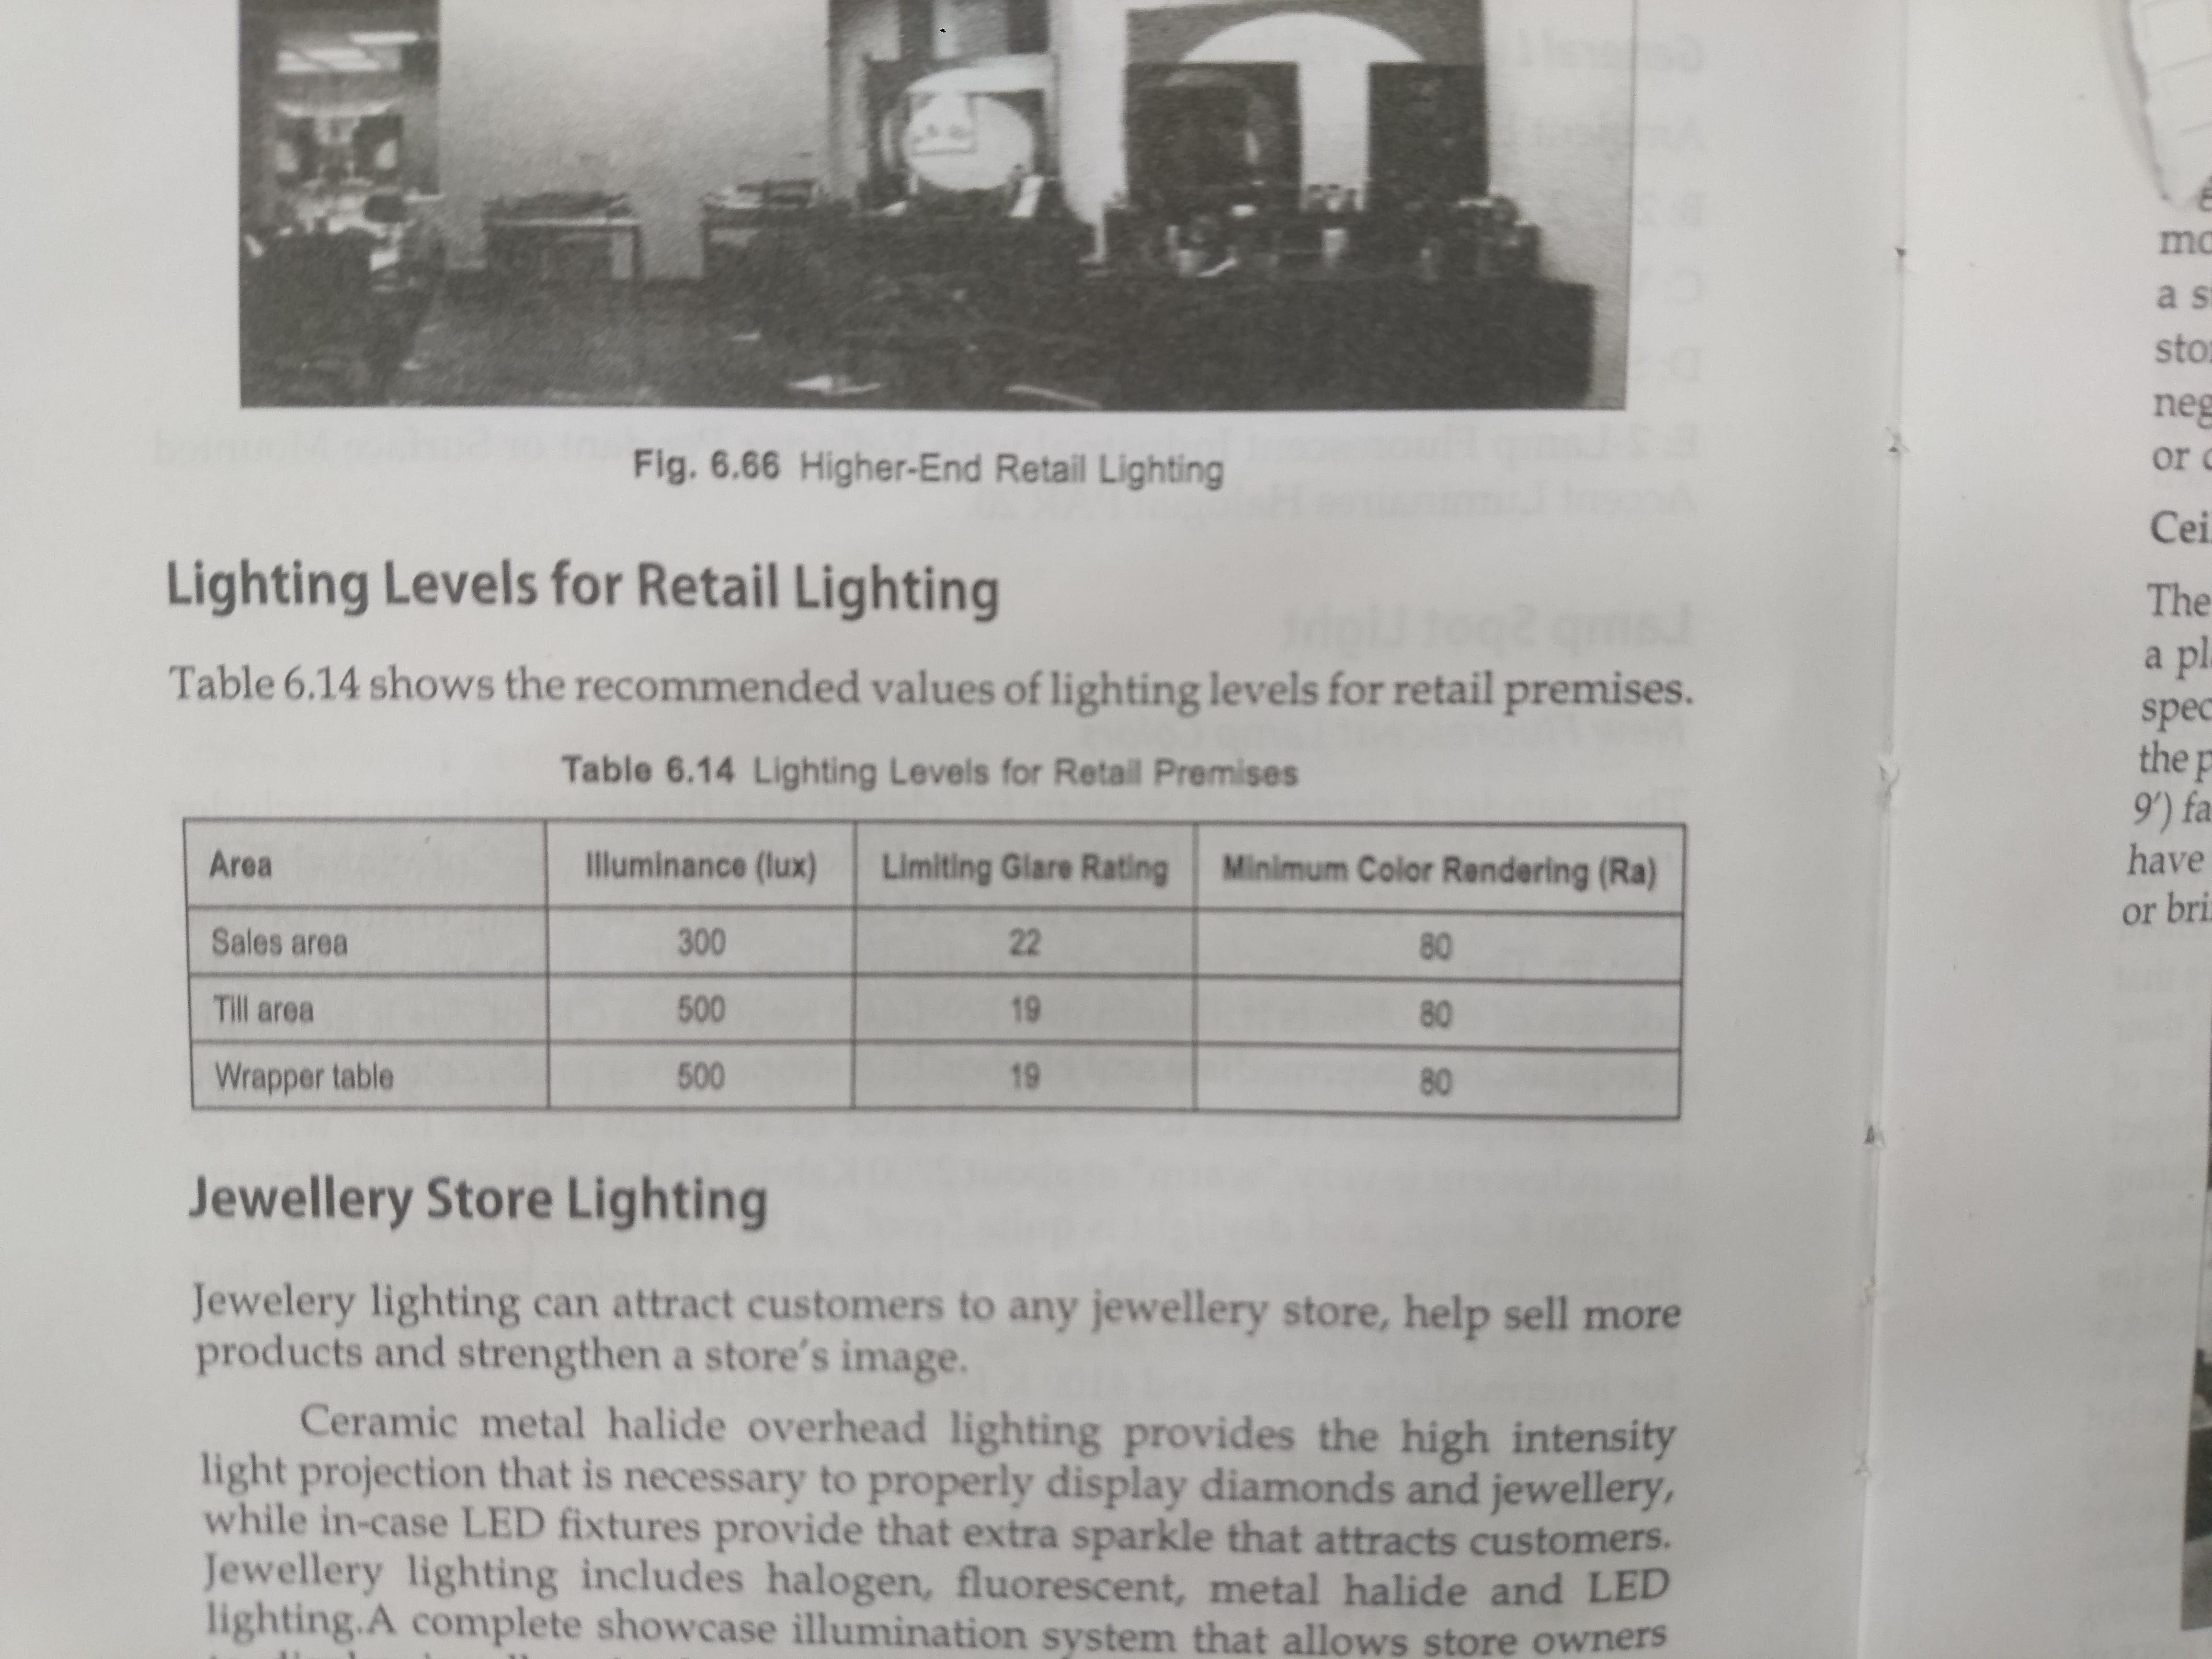 Fig. 6.66 Higher-End Retail Lighting
Lighting Levels for Retail Lighting
Table 6.14 shows the recommended values of lighting levels for retail premises.
Table 6.14 Lighting Levels for Retail Premises
Area Illuminance (lux) Limiting Glare Rating Minimum Color Rendering (Ra)
Sales area 300 22 80
Till area 500 19 80
Wrapper table 500 19 80
Jewellery Store Lighting
Jewelery lighting can attract customers to any jewellery store, help sell more
products and strengthen a store's image.
Ceramic metal halide overhead lighting provides the high intensity
light projection that is necessary to properly display diamonds and jewellery,
while in-case LED fixtures provide that extra sparkle that attracts customers.
Jewellery lighting includes halogen, fluorescent, metal halide and LED
lighting.A complete showcase illumination system that allows store owners
a
or
The
a
the
9') fa
have
or